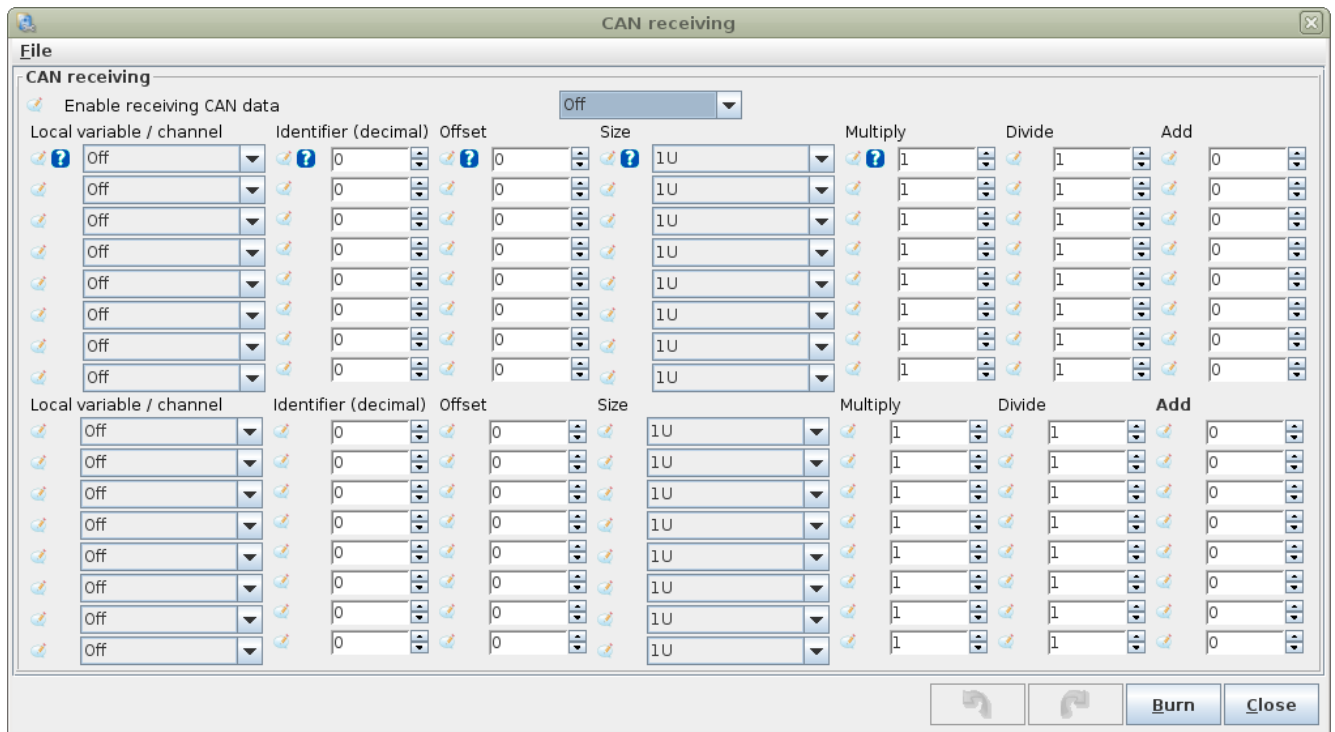 CAN receiving
File
CAN receiving
Enable receiving CAN data Off
Local variable / channel Identifier (decimal) Offset Size Multiply Divide Add
? Off ? 0 ? 0 ? 1U ? 1 1 0
Off 0 0 1U 1 1 0
Off 0 0 1U 1 1 0
Off 0 0 1U 1 1 0
Off 0 0 1U 1 1 0
Off 0 0 1U 1 1 0
Off 0 0 1U 1 1 0
Off 0 0 1U 1 1 0
Local variable / channel Identifier (decimal) Offset Size Multiply Divide Add
Off 0 0 1U 1 1 0
Off 0 0 1U 1 1 0
Off 0 0 1U 1 1 0
Off 0 0 1U 1 1 0
Off 0 0 1U 1 1 0
Off 0 0 1U 1 1 0
Off 0 0 1U 1 1 0
Off 0 0 1U 1 1 0
Burn Close